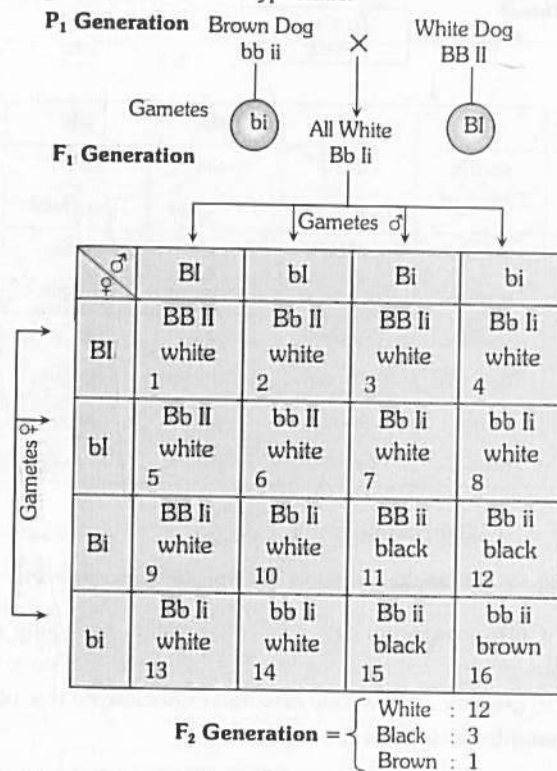 P₁ Generation Brown Dog White Dog
bb ii × BB II
Gametes bi All White BI
F₁ Generation Bb Ii
Gametes ♂
♂ ♀ BI bI Bi bi
Gametes ♀
BI
BB II white 1
Bb II white 2
BB Ii white 3
Bb Ii white 4
bI
Bb II white 5
bb II white 6
Bb Ii white 7
bb Ii white 8
Bi
BB Ii white 9
Bb Ii white 10
BB ii black 11
Bb ii black 12
bi
Bb Ii white 13
bb Ii white 14
Bb ii black 15
bb ii brown 16
White : 12
F₂ Generation = { Black : 3
Brown : 1